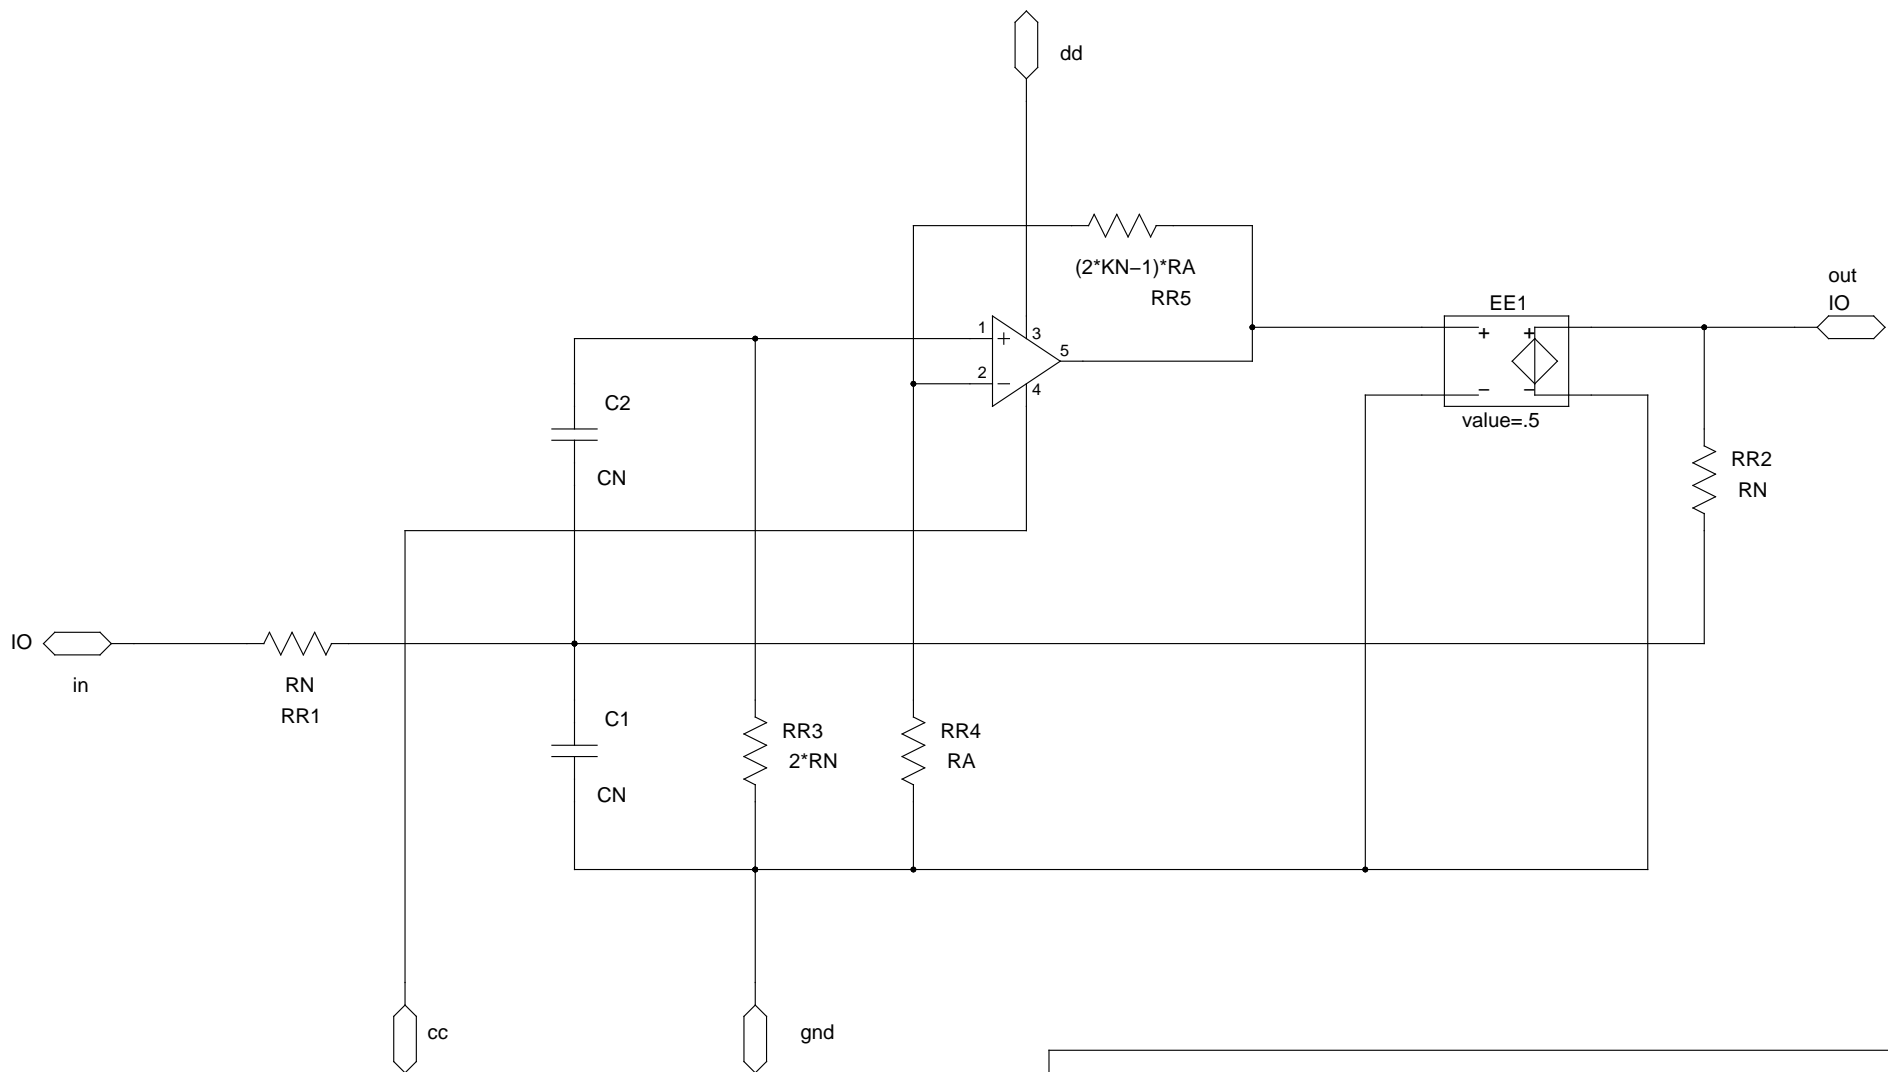 dd
(2*KN−1)*RA
RR5
out
IO
EE1
1
+
3
+
+
5
2
−
4
−
−
value=.5
C2
CN
RR2
RN
IO
in
RN
RR1
C1
CN
RR3
2*RN
RR4
RA
cc
gnd